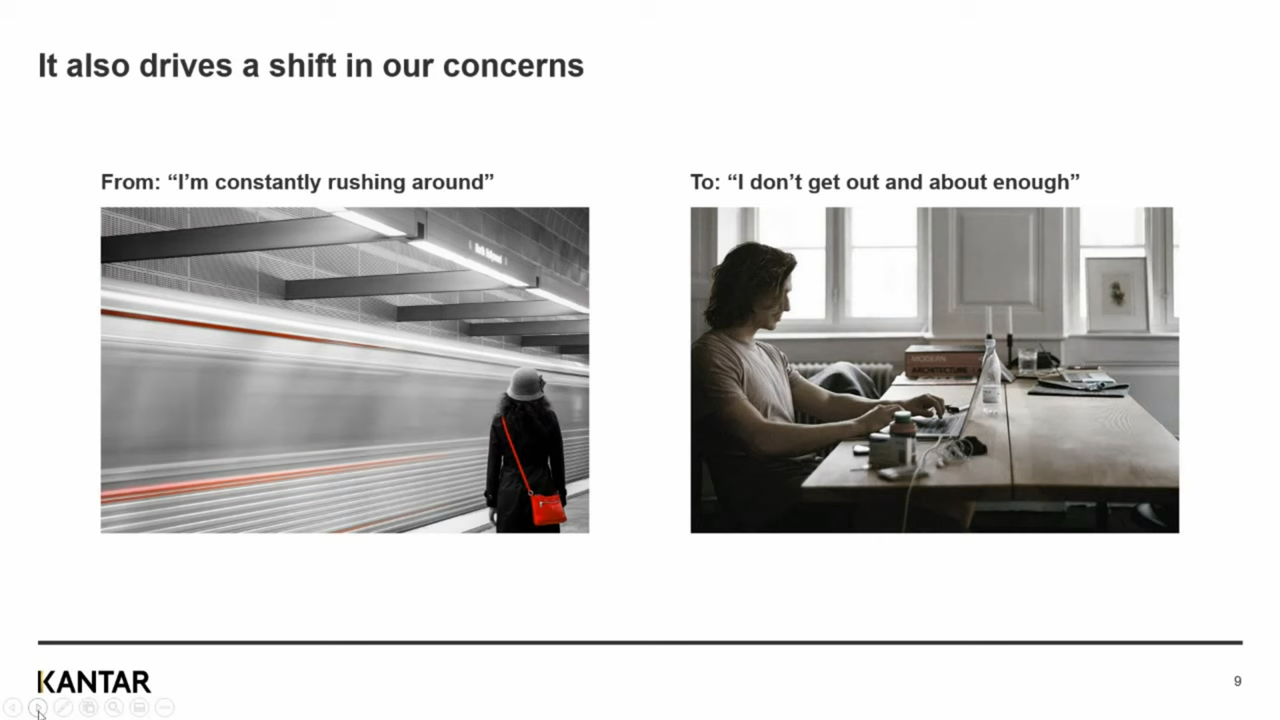 It also drives a shift in our concerns
From: “I’m constantly rushing around”
To: “I don’t get out and about enough”
MODERN
ARCHITECTURE
KANTAR
9